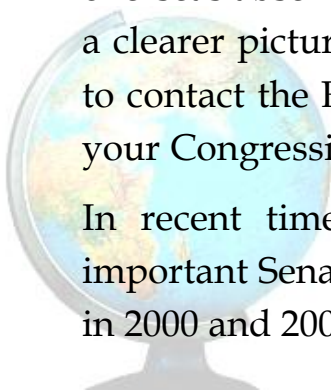 a clearer pictur
to contact the
your Congressi
In recent time
important Sena
in 2000 and 200